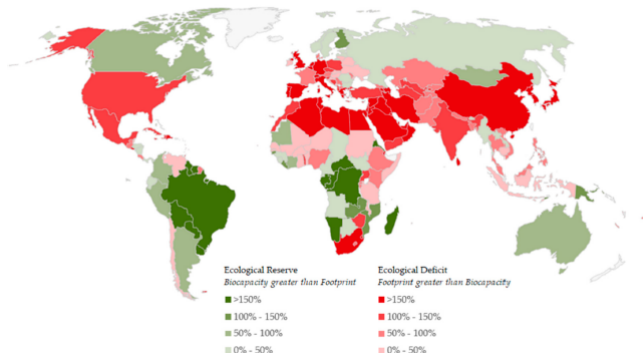 Ecological Reserve
Biocapacity greater than Footprint
>150%
100% - 150%
50% - 100%
0% - 50%
Ecological Deficit
Footprint greater than Biocapacity
>150%
100% - 150%
50% - 100%
0% - 50%